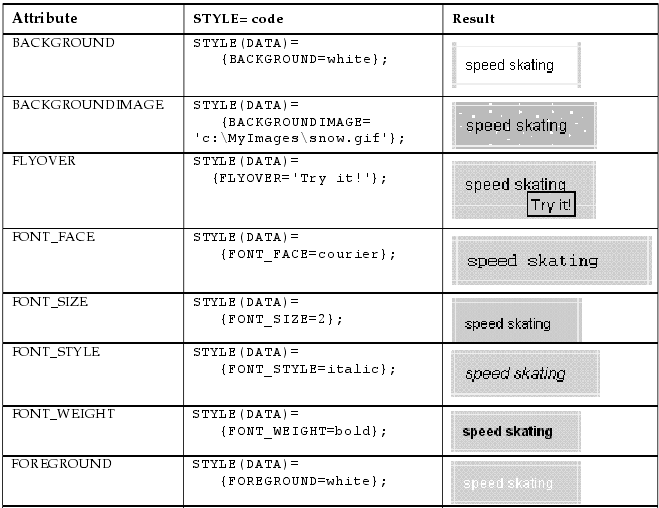 Attribute STYLE= code Result
BACKGROUND STYLE(DATA)= speed skating
{BACKGROUND=white};
BACKGROUNDIMAGE STYLE(DATA)= speed skating
{BACKGROUNDIMAGE=
'c:\MyImages\snow.gif'};
FLYOVER STYLE(DATA)= speed skating
{FLYOVER='Try it!'}; Try it!
FONT_FACE STYLE(DATA)= speed skating
{FONT_FACE=courier};
FONT_SIZE STYLE(DATA)= speed skating
{FONT_SIZE=2};
FONT_STYLE STYLE(DATA)= speed skating
{FONT_STYLE=italic};
FONT_WEIGHT STYLE(DATA)= speed skating
{FONT_WEIGHT=bold};
FOREGROUND STYLE(DATA)= speed skating
{FOREGROUND=white};